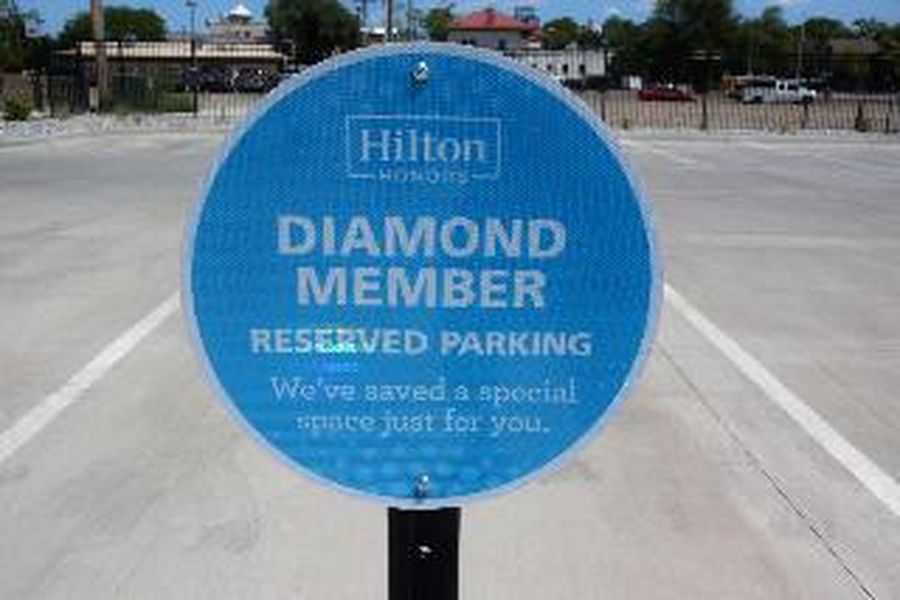 Hilton
HONORS
DIAMOND
MEMBER
RESERVED PARKING
We've saved a special
space just for you.